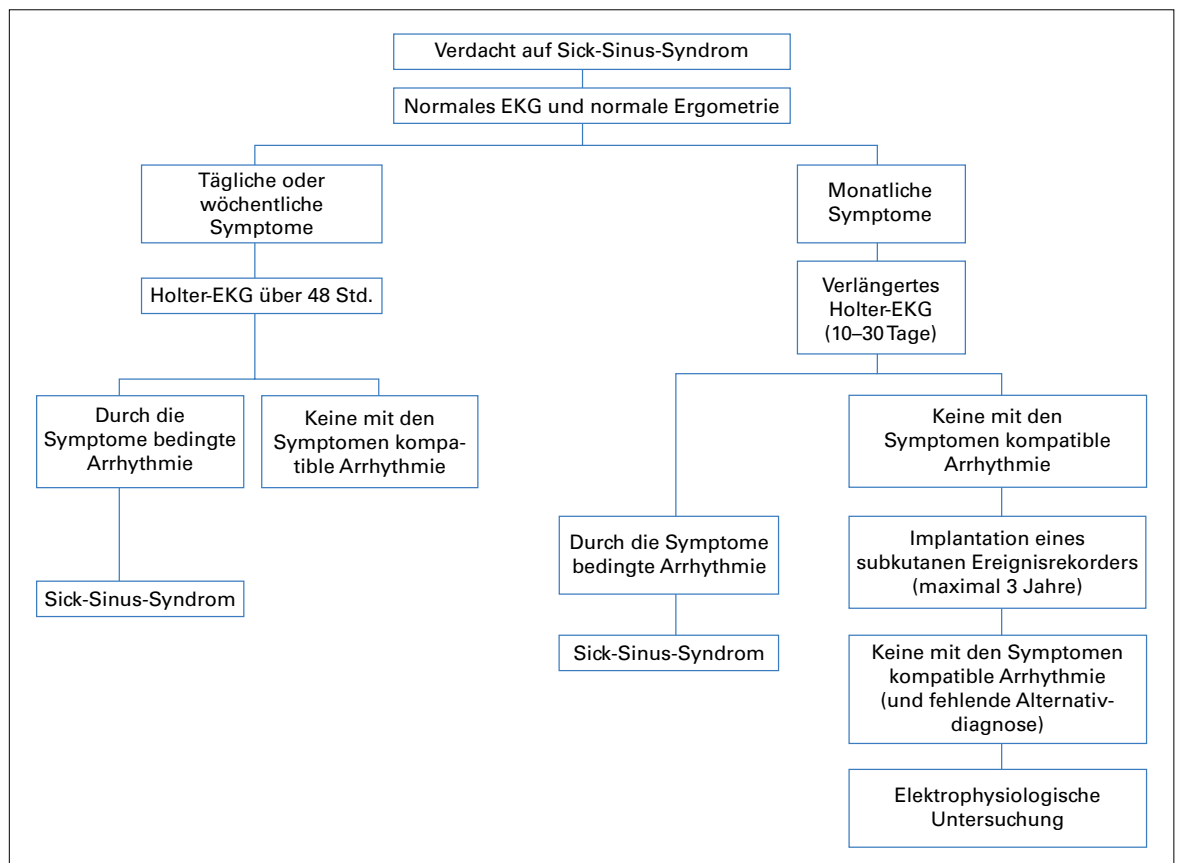 Verdacht auf Sick-Sinus-Syndrom
Normales EKG und normale Ergometrie
Tägliche oder
wöchentliche
Symptome
Monatliche
Symptome
Holter-EKG über 48 Std.
Verlängertes
Holter-EKG
(10–30 Tage)
Durch die
Symptome bedingte
Arrhythmie
Keine mit den
Symptomen kompa-
tible Arrhythmie
Keine mit den
Symptomen kompatible
Arrhythmie
Durch die Symptome
bedingte Arrhythmie
Implantation eines
subkutanen Ereignisrekorders
(maximal 3 Jahre)
Sick-Sinus-Syndrom
Sick-Sinus-Syndrom
Keine mit den Symptomen
kompatible Arrhythmie
(und fehlende Alternativ-
diagnose)
Elektrophysiologische
Untersuchung